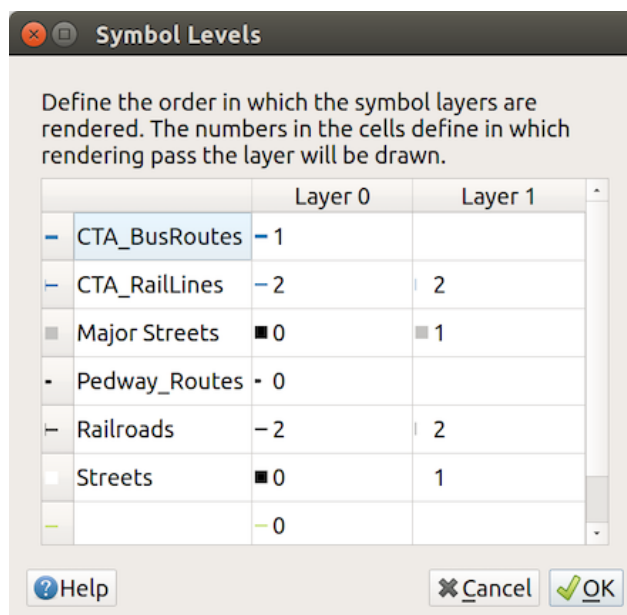 Symbol Levels
Define the order in which the symbol layers are
rendered. The numbers in the cells define in which
rendering pass the layer will be drawn.
Layer 0 Layer 1
CTA_BusRoutes 1
CTA_RailLines 2 2
Major Streets 0 1
Pedway_Routes 0
Railroads 2 2
Streets 0 1
0
Help Cancel OK